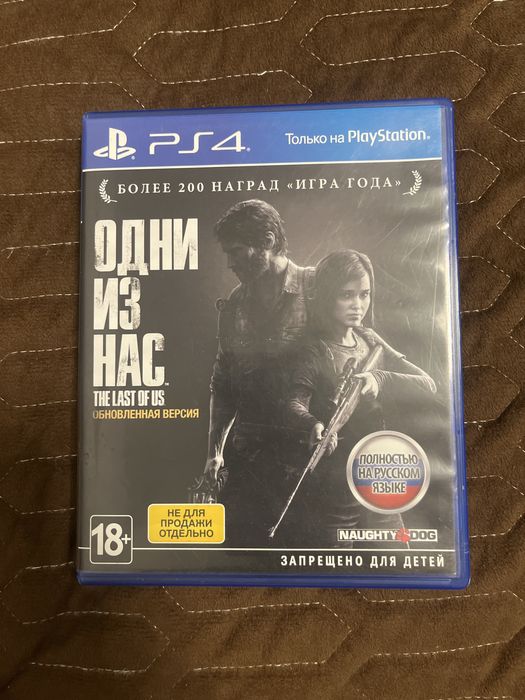 PS4
Только на PlayStation.
БОЛЕЕ 200 НАГРАД «ИГРА ГОДА»
ОДНИ
ИЗ
НАС
THE LAST OF US
ОБНОВЛЕННАЯ ВЕРСИЯ
ПОЛНОСТЬЮ
НА РУССКОМ
ЯЗЫКЕ
НЕ ДЛЯ
ПРОДАЖИ
ОТДЕЛЬНО
18+
NAUGHTY DOG
ЗАПРЕЩЕНО ДЛЯ ДЕТЕЙ